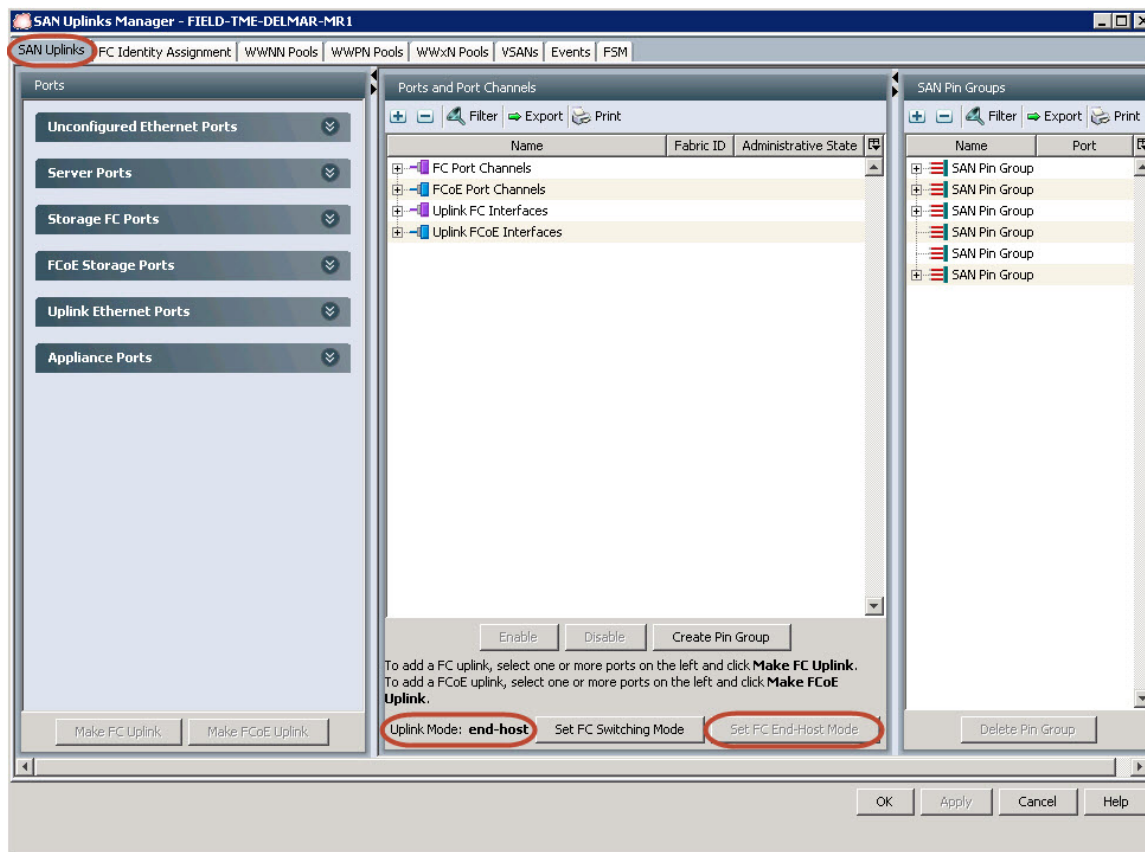 SAN Uplinks Manager - FIELD-TME-DELMAR-MR1
SAN Uplinks FC Identity Assignment WWNN Pools WWPN Pools WWxN Pools VSANs Events FSM
Ports
Unconfigured Ethernet Ports
Server Ports
Storage FC Ports
FCoE Storage Ports
Uplink Ethernet Ports
Appliance Ports
Make FC Uplink Make FCoE Uplink
Ports and Port Channels
Filter Export Print
Name Fabric ID Administrative State
FC Port Channels
FCoE Port Channels
Uplink FC Interfaces
Uplink FCoE Interfaces
Enable Disable Create Pin Group
To add a FC uplink, select one or more ports on the left and click Make FC Uplink.
To add a FCoE uplink, select one or more ports on the left and click Make FCoE
Uplink.
Uplink Mode: end-host Set FC Switching Mode Set FC End-Host Mode
SAN Pin Groups
Filter Export Print
Name Port
SAN Pin Group
SAN Pin Group
SAN Pin Group
SAN Pin Group
SAN Pin Group
SAN Pin Group
Delete Pin Group
OK Apply Cancel Help